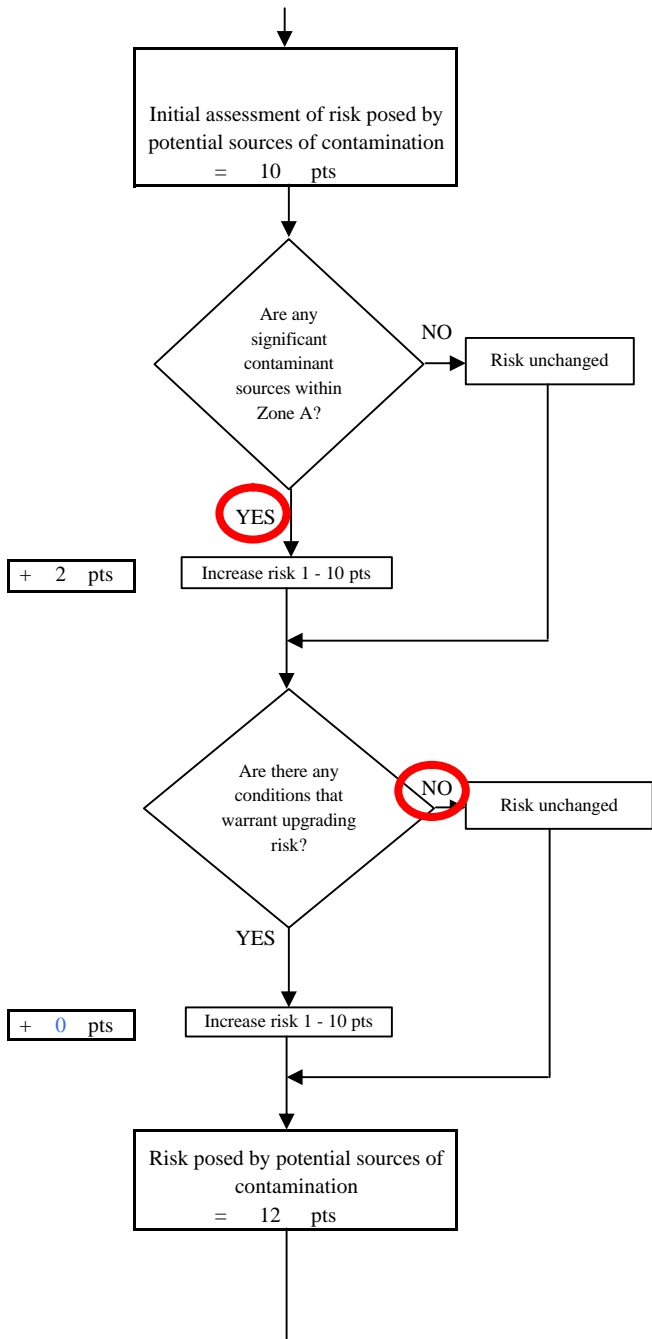 Initial assessment of risk posed by
potential sources of contamination
= 10 pts
Are any
significant
contaminant
sources within
Zone A?
NO
Risk unchanged
YES
+ 2 pts
Increase risk 1 - 10 pts
Are there any
conditions that
warrant upgrading
risk?
NO
Risk unchanged
YES
+ 0 pts
Increase risk 1 - 10 pts
Risk posed by potential sources of
contamination
= 12 pts